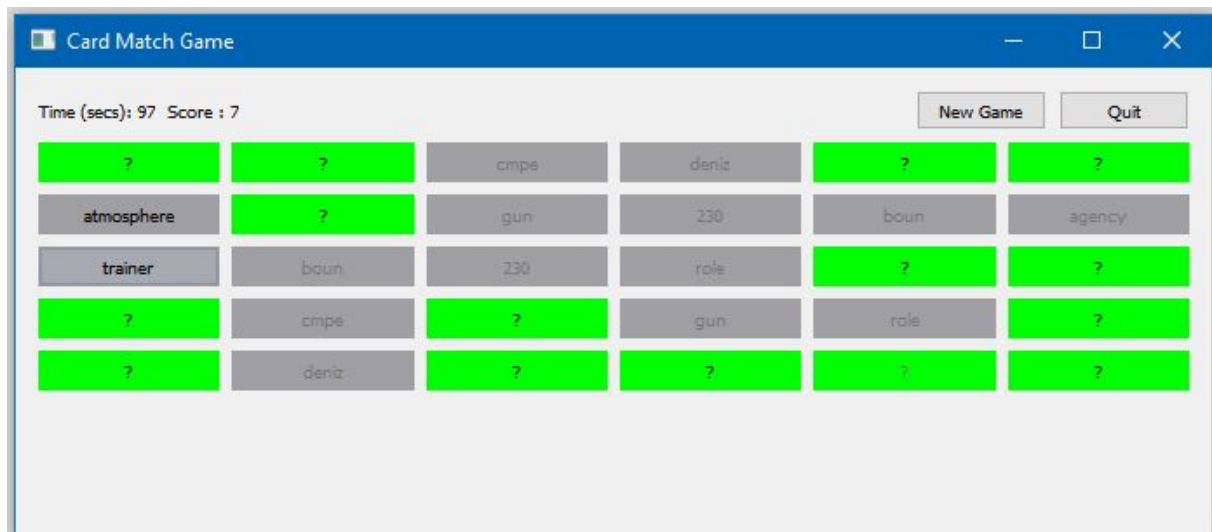 Card Match Game
Time (secs): 97 Score : 7 New Game Quit
? ? cmpe deniz ? ?
atmosphere ? gun 230 boun agency
trainer boun 230 role ? ?
? cmpe ? gun role ?
? deniz ? ? ? ?